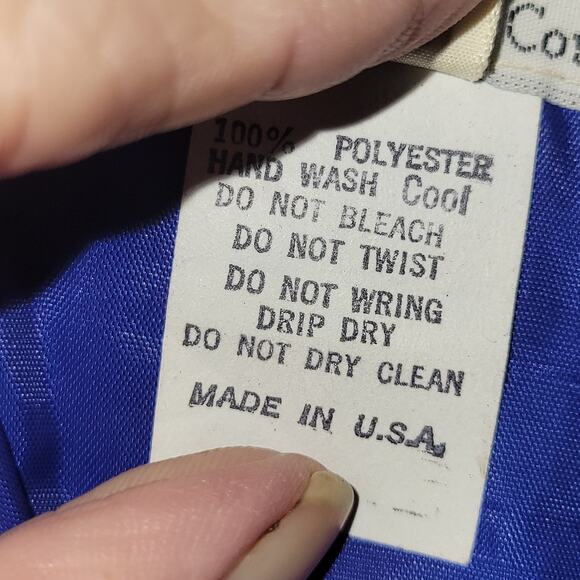 100% POLYESTER
HAND WASH Cool
DO NOT BLEACH
DO NOT TWIST
DO NOT WRING
DRIP DRY
DO NOT DRY CLEAN
MADE IN U.S.A.